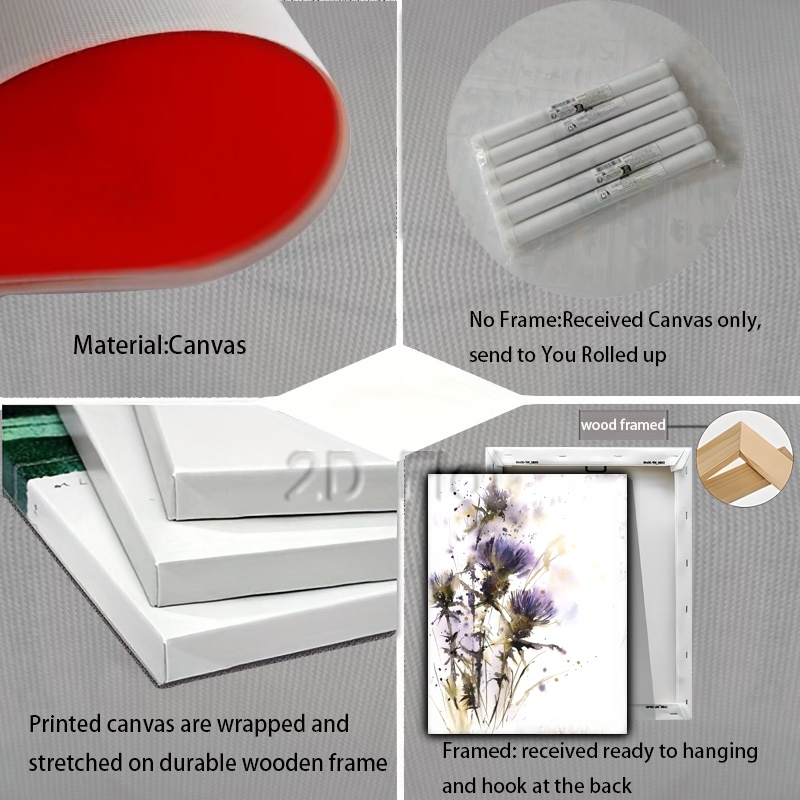 Material:Canvas
No Frame:Received Canvas only,
send to You Rolled up
2.D
wood framed
Printed canvas are wrapped and
stretched on durable wooden frame
Framed: received ready to hanging
and hook at the back